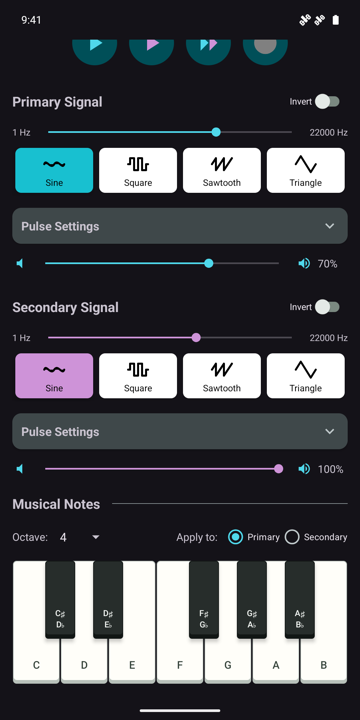 9:41
Primary Signal
Invert
1 Hz
22000 Hz
Sine
Square
Sawtooth
Triangle
Pulse Settings
70%
Secondary Signal
Invert
1 Hz
22000 Hz
Sine
Square
Sawtooth
Triangle
Pulse Settings
100%
Musical Notes
Octave: 4
Apply to: Primary Secondary
C♯ D♯ F♯ G♯ A♯
D♭ E♭ G♭ A♭ B♭
C D E F G A B